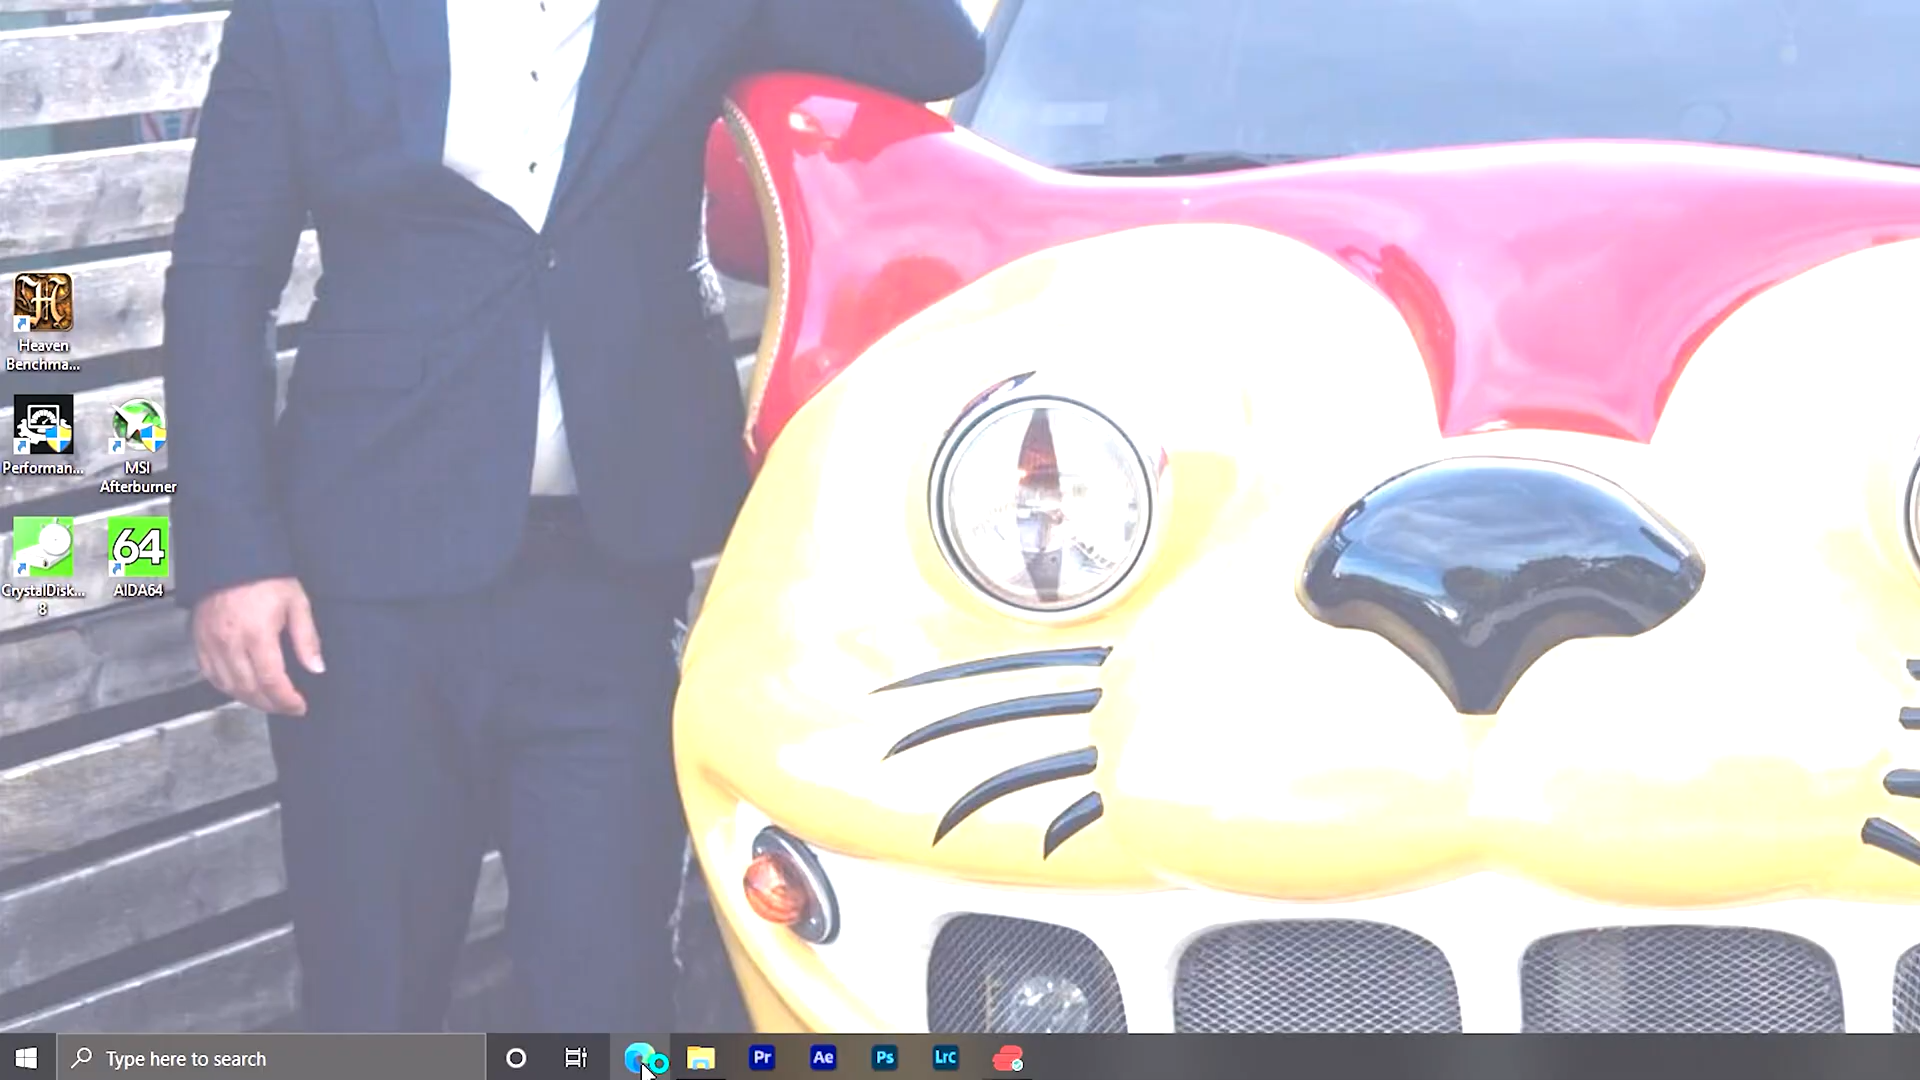 Heaven
Benchma...
Performan...
MSI
Afterburner
64
CrystalDisk...
8
AIDA64
Type here to search
Pr
Ae
Ps
LrC